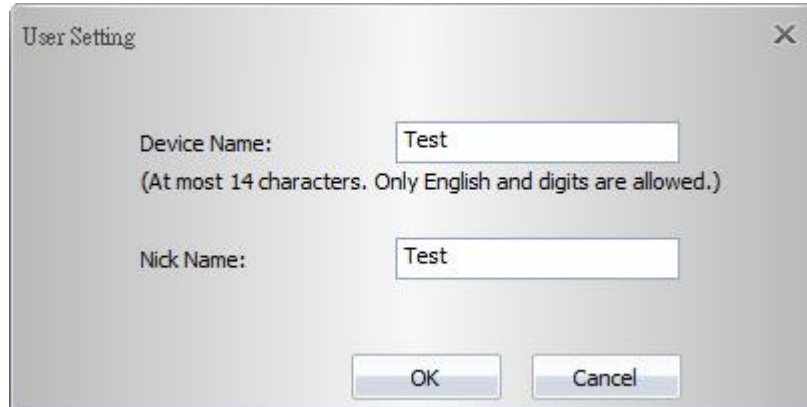 User Setting
Device Name: Test
(At most 14 characters. Only English and digits are allowed.)
Nick Name: Test
OK Cancel